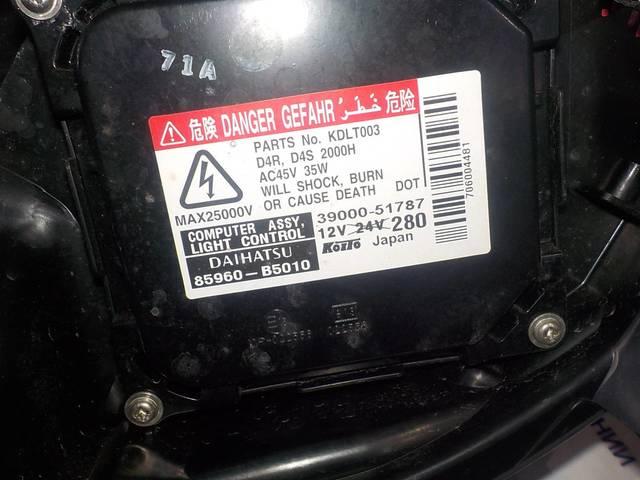 71A
危険 DANGER GEFAHR خطر 危险
PARTS No. KDLT003
D4R, D4S 2000H
AC45V 35W
WILL SHOCK, BURN
OR CAUSE DEATH DOT
MAX25000V
COMPUTER ASSY
LIGHT CONTROL
DAIHATSU
85960-B5010
39000-51787
12V 24V 280
Koito Japan
706004481